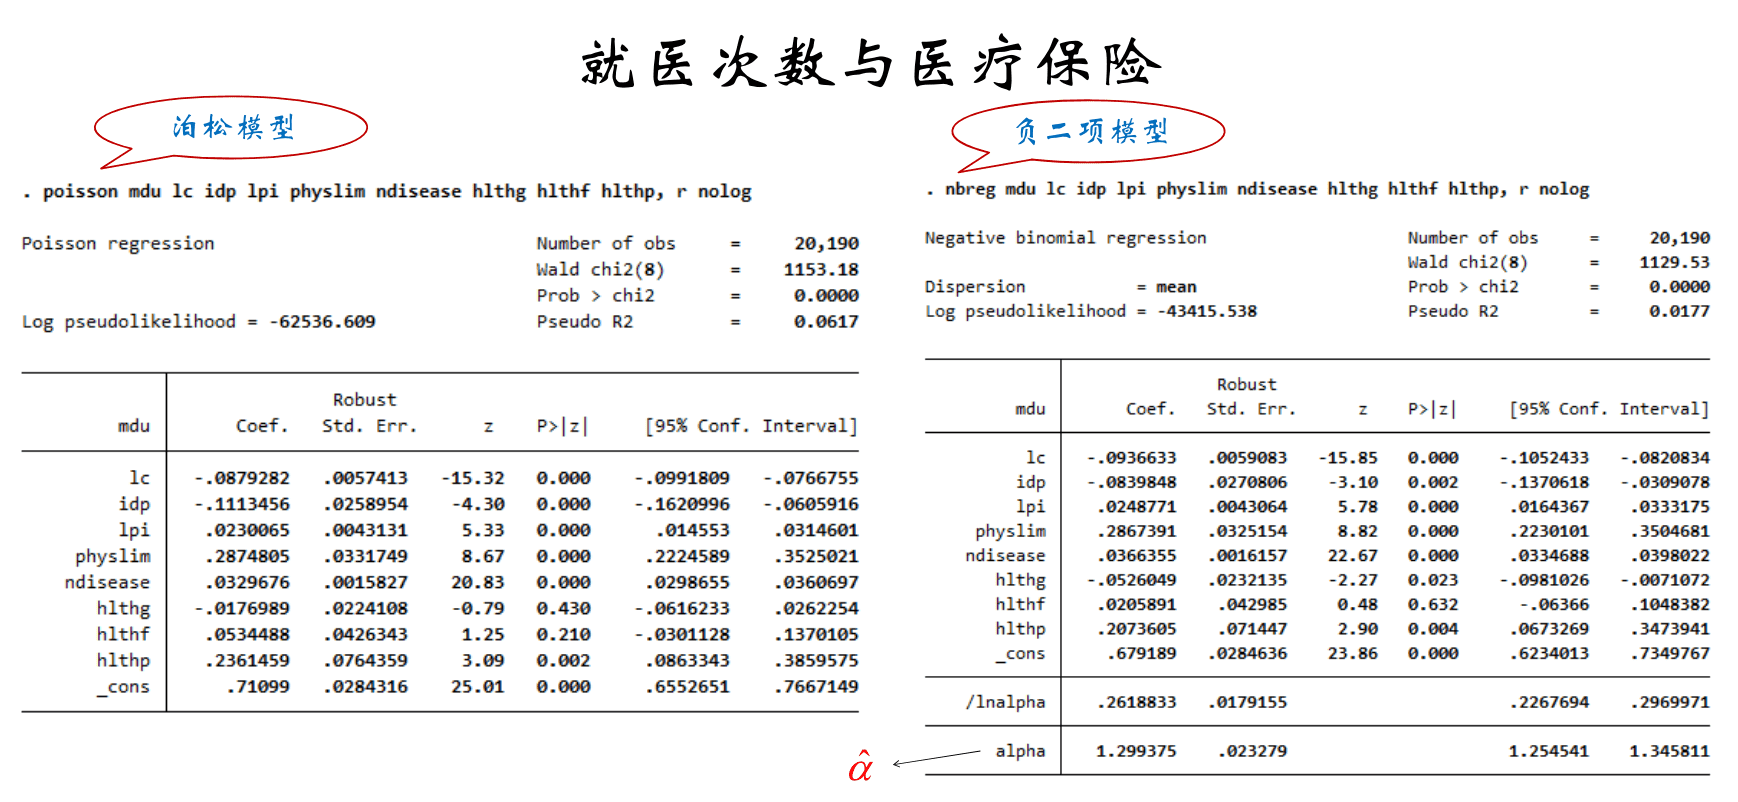 就医次数与医疗保险
泊松模型
. poisson mdu lc idp lpi physlim ndisease hlthg hlthf hlthp, r nolog
Poisson regression Number of obs = 20,190
Wald chi2(8) = 1153.18
Prob > chi2 = 0.0000
Log pseudolikelihood = -62536.609 Pseudo R2 = 0.0617
Robust
mdu Coef. Std. Err. z P>|z| [95% Conf. Interval]
lc -.0879282 .0057413 -15.32 0.000 -.0991809 -.0766755
idp -.1113456 .0258954 -4.30 0.000 -.1620996 -.0605916
lpi .0230065 .0043131 5.33 0.000 .014553 .0314601
physlim .2874805 .0331749 8.67 0.000 .2224589 .3525021
ndisease .0329676 .0015827 20.83 0.000 .0298655 .0360697
hlthg -.0176989 .0224108 -0.79 0.430 -.0616233 .0262254
hlthf .0534488 .0426343 1.25 0.210 -.0301128 .1370105
hlthp .2361459 .0764359 3.09 0.002 .0863343 .3859575
_cons .71099 .0284316 25.01 0.000 .6552651 .7667149
负二项模型
. nbreg mdu lc idp lpi physlim ndisease hlthg hlthf hlthp, r nolog
Negative binomial regression Number of obs = 20,190
Wald chi2(8) = 1129.53
Dispersion = mean Prob > chi2 = 0.0000
Log pseudolikelihood = -43415.538 Pseudo R2 = 0.0177
Robust
mdu Coef. Std. Err. z P>|z| [95% Conf. Interval]
lc -.0936633 .0059083 -15.85 0.000 -.1052433 -.0820834
idp -.0839848 .0270806 -3.10 0.002 -.1370618 -.0309078
lpi .0248771 .0043064 5.78 0.000 .0164367 .0333175
physlim .2867391 .0325154 8.82 0.000 .2230101 .3504681
ndisease .0366355 .0016157 22.67 0.000 .0334688 .0398022
hlthg -.0526049 .0232135 -2.27 0.023 -.0981026 -.0071072
hlthf .0205891 .042985 0.48 0.632 -.06366 .1048382
hlthp .2073605 .071447 2.90 0.004 .0673269 .3473941
_cons .679189 .0284636 23.86 0.000 .6234013 .7349767
/lnalpha .2618833 .0179155 .2267694 .2969971
alpha 1.299375 .023279 1.254541 1.345811
α̂